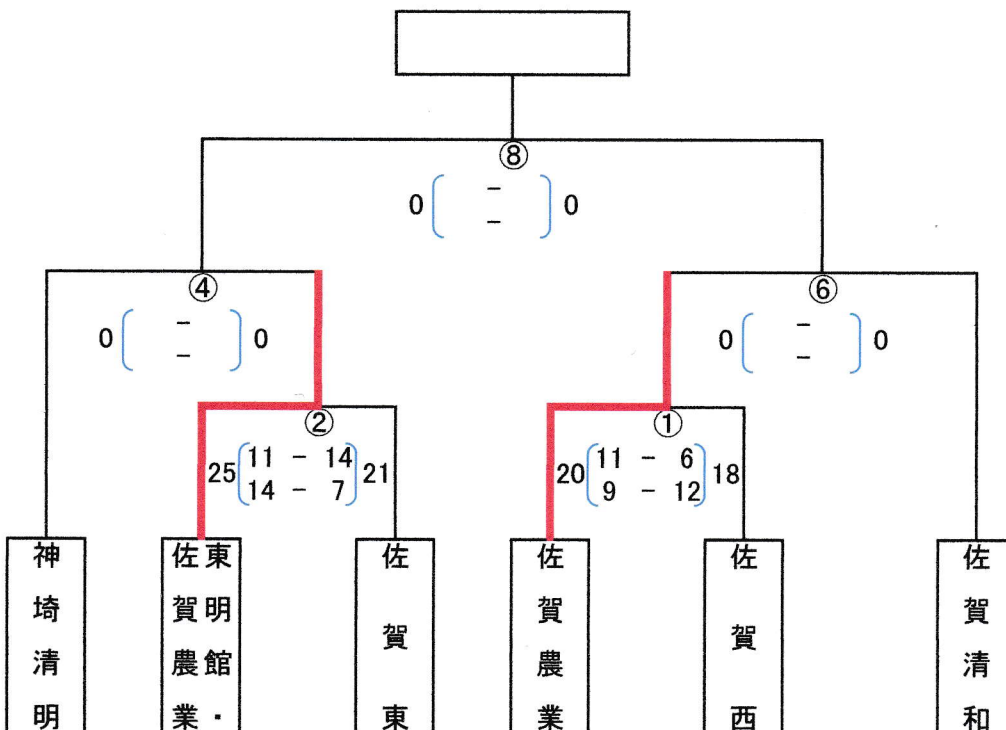 ⑧
0 - 0
-
④
0 - 0
-
⑥
0 - 0
-
②
25 11 - 14 21
14 - 7
①
20 11 - 6 18
9 - 12
神埼清明
東明館・
佐賀農業
佐賀東
佐賀農業
佐賀西
佐賀清和